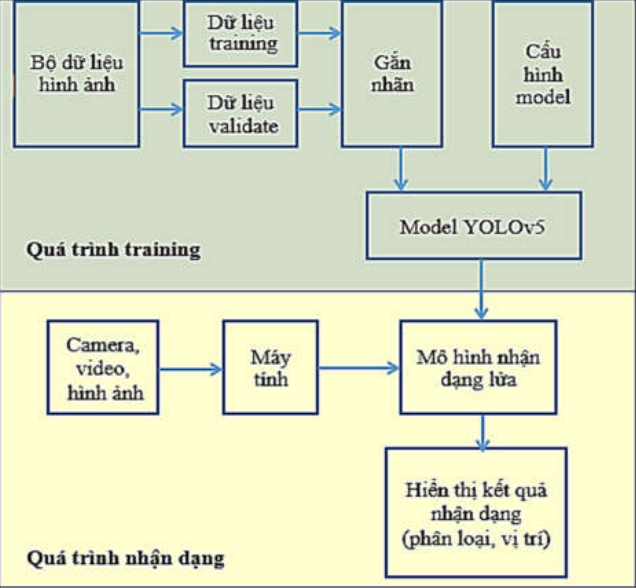 Bộ dữ liệu
hình ảnh
Dữ liệu
training
Dữ liệu
validate
Gắn
nhãn
Cấu
hình
model
Model YOLOv5
Quá trình training
Camera,
video,
hình ảnh
Máy
tính
Mô hình nhận
dạng lửa
Hiển thị kết quả
nhận dạng
(phân loại, vị trí)
Quá trình nhận dạng